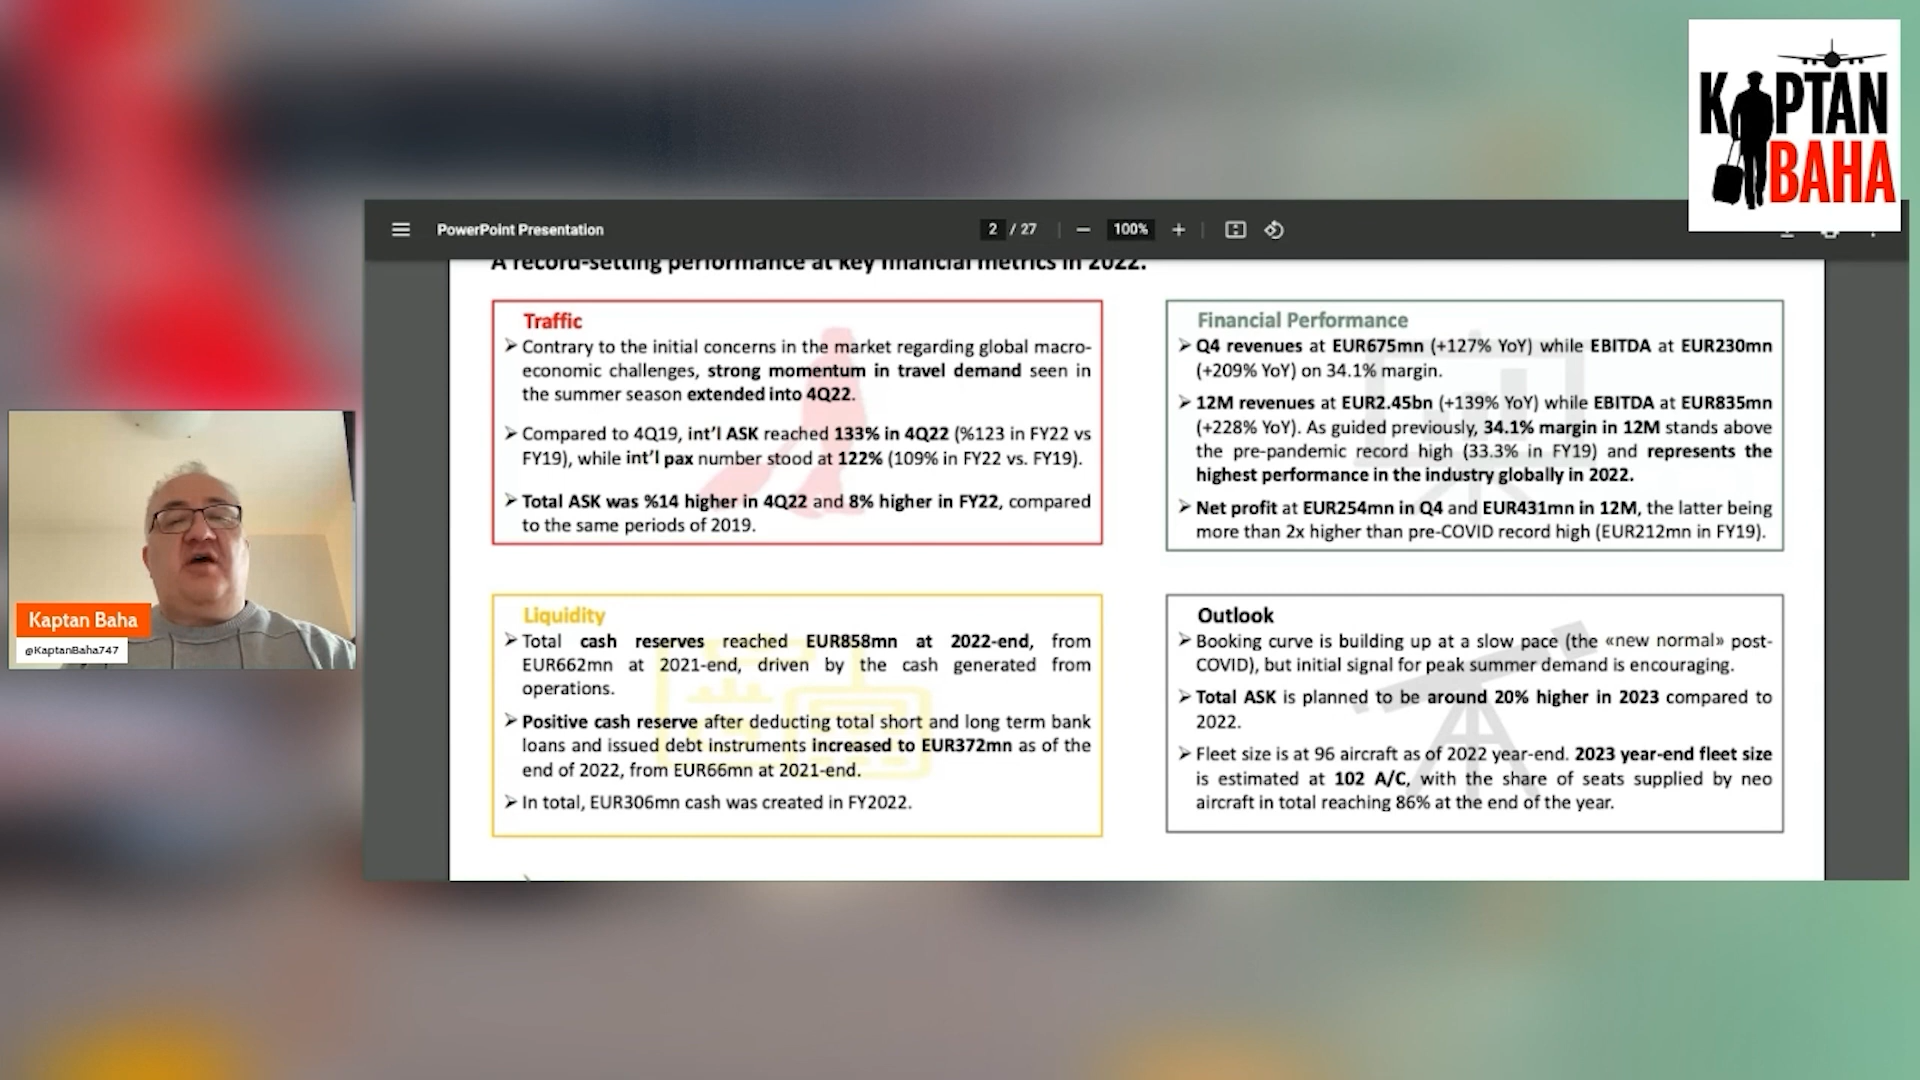 KAPTAN
BAHA
PowerPoint Presentation
2 / 27
100%
A record-setting performance at key financial metrics in 2022.
Traffic
➢ Contrary to the initial concerns in the market regarding global macro-
economic challenges, strong momentum in travel demand seen in
the summer season extended into 4Q22.
➢ Compared to 4Q19, int'l ASK reached 133% in 4Q22 (%123 in FY22 vs
FY19), while int'l pax number stood at 122% (109% in FY22 vs. FY19).
➢ Total ASK was %14 higher in 4Q22 and 8% higher in FY22, compared
to the same periods of 2019.
Financial Performance
➢ Q4 revenues at EUR675mn (+127% YoY) while EBITDA at EUR230mn
(+209% YoY) on 34.1% margin.
➢ 12M revenues at EUR2.45bn (+139% YoY) while EBITDA at EUR835mn
(+228% YoY). As guided previously, 34.1% margin in 12M stands above
the pre-pandemic record high (33.3% in FY19) and represents the
highest performance in the industry globally in 2022.
➢ Net profit at EUR254mn in Q4 and EUR431mn in 12M, the latter being
more than 2x higher than pre-COVID record high (EUR212mn in FY19).
Liquidity
➢ Total cash reserves reached EUR858mn at 2022-end, from
EUR662mn at 2021-end, driven by the cash generated from
operations.
➢ Positive cash reserve after deducting total short and long term bank
loans and issued debt instruments increased to EUR372mn as of the
end of 2022, from EUR66mn at 2021-end.
➢ In total, EUR306mn cash was created in FY2022.
Outlook
➢ Booking curve is building up at a slow pace (the «new normal» post-
COVID), but initial signal for peak summer demand is encouraging.
➢ Total ASK is planned to be around 20% higher in 2023 compared to
2022.
➢ Fleet size is at 96 aircraft as of 2022 year-end. 2023 year-end fleet size
is estimated at 102 A/C, with the share of seats supplied by neo
aircraft in total reaching 86% at the end of the year.
Kaptan Baha
@KaptanBaha747